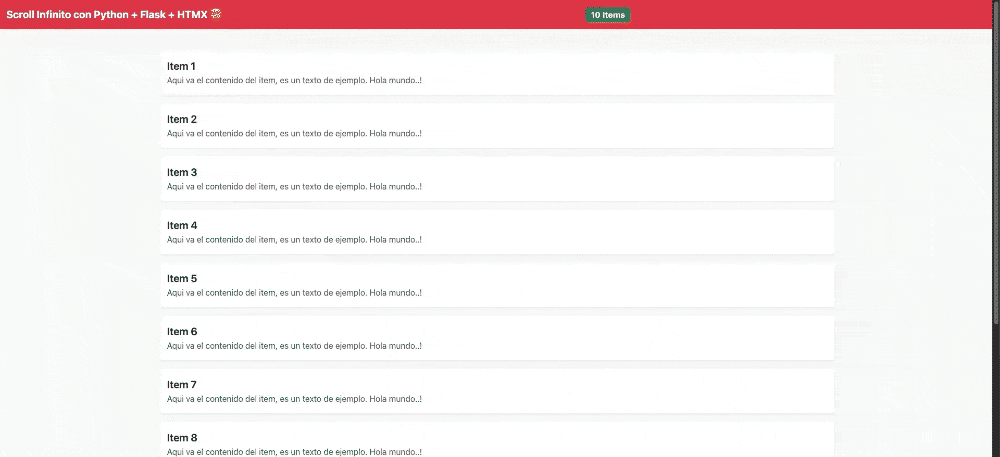 Scroll Infinito con Python + Flask + HTMX 🤯
10 Items
Item 1
Aqui va el contenido del item, es un texto de ejemplo. Hola mundo..!
Item 2
Aqui va el contenido del item, es un texto de ejemplo. Hola mundo..!
Item 3
Aqui va el contenido del item, es un texto de ejemplo. Hola mundo..!
Item 4
Aqui va el contenido del item, es un texto de ejemplo. Hola mundo..!
Item 5
Aqui va el contenido del item, es un texto de ejemplo. Hola mundo..!
Item 6
Aqui va el contenido del item, es un texto de ejemplo. Hola mundo..!
Item 7
Aqui va el contenido del item, es un texto de ejemplo. Hola mundo..!
Item 8
Aqui va el contenido del item, es un texto de ejemplo. Hola mundo..!